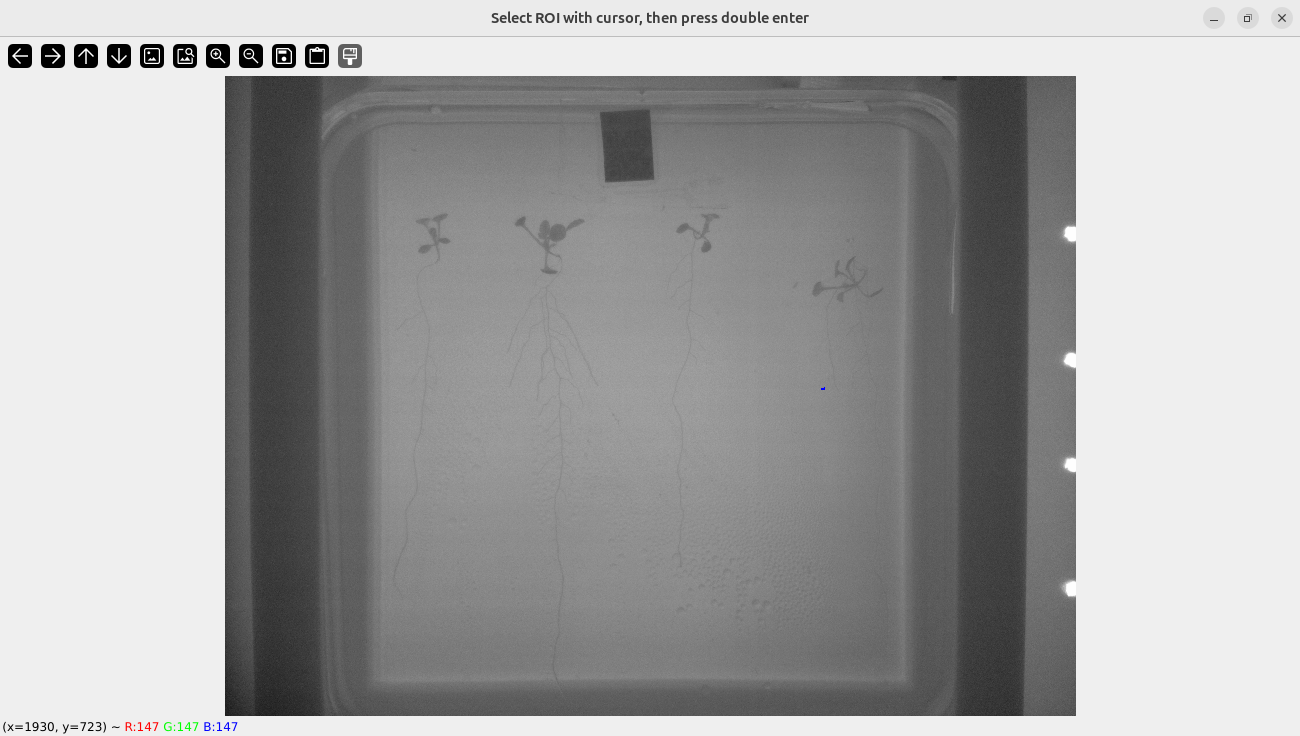 Select ROI with cursor, then press double enter
(x=1930, y=723) ~ R:147 G:147 B:147